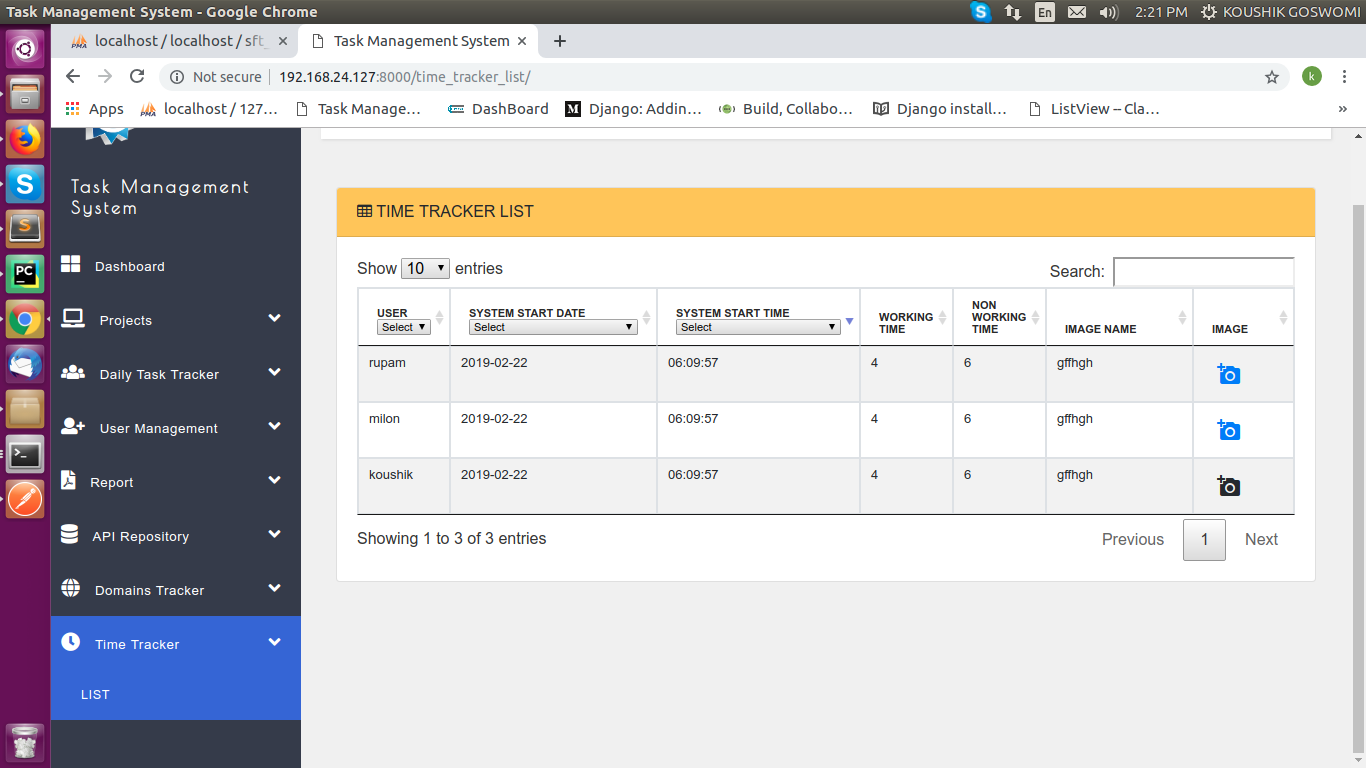 Task Management System - Google Chrome
En
2:21 PM
KOUSHIK GOSWOMI
localhost / localhost / sft_
Task Management System
Not secure
192.168.24.127:8000/time_tracker_list/
k
Apps
localhost / 127...
Task Manage...
DashBoard
Django: Addin...
Build, Collabo...
Django install...
ListView -- Cla...
»
Task Management
System
Dashboard
Projects
Daily Task Tracker
User Management
Report
API Repository
Domains Tracker
Time Tracker
LIST
TIME TRACKER LIST
Show 10 entries
Search:
USER Select
SYSTEM START DATE Select
SYSTEM START TIME Select
WORKING TIME
NON WORKING TIME
IMAGE NAME
IMAGE
rupam 2019-02-22 06:09:57 4 6 gffhgh
milon 2019-02-22 06:09:57 4 6 gffhgh
koushik 2019-02-22 06:09:57 4 6 gffhgh
Showing 1 to 3 of 3 entries
Previous 1 Next